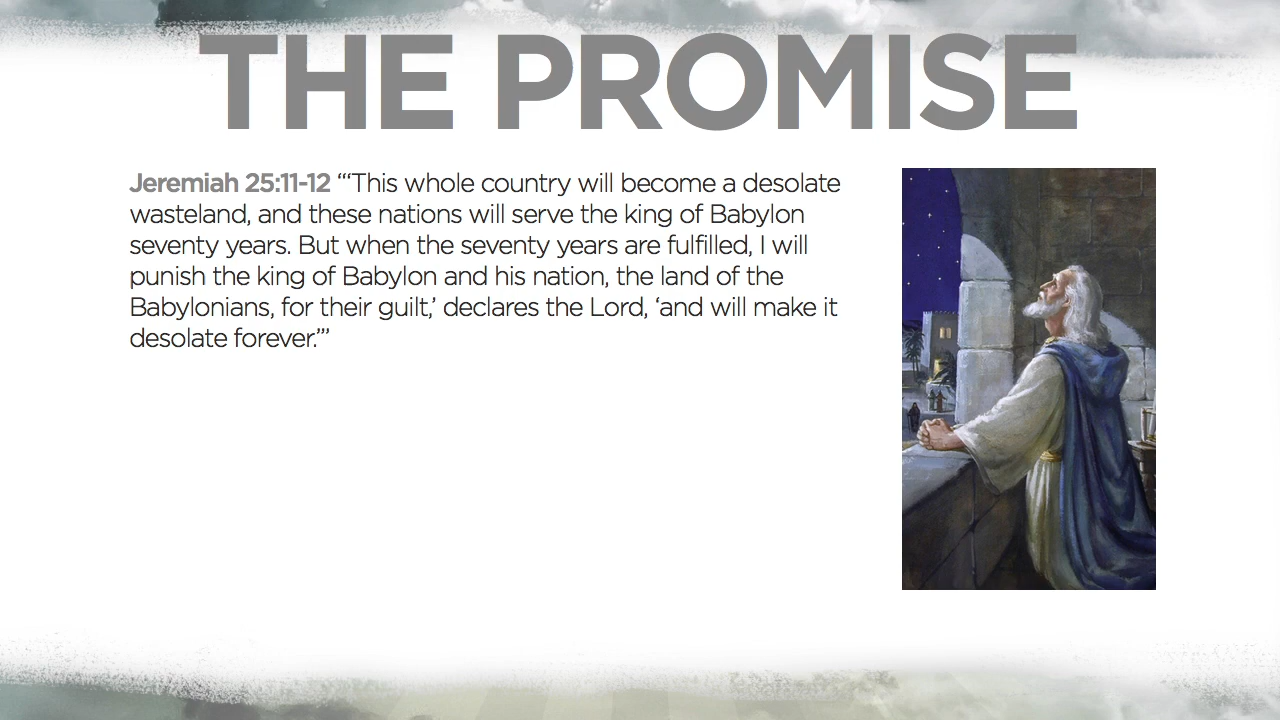 THE PROMISE
Jeremiah 25:11-12 “‘This whole country will become a desolate
wasteland, and these nations will serve the king of Babylon
seventy years. But when the seventy years are fulfilled, I will
punish the king of Babylon and his nation, the land of the
Babylonians, for their guilt,’ declares the Lord, ‘and will make it
desolate forever.’”